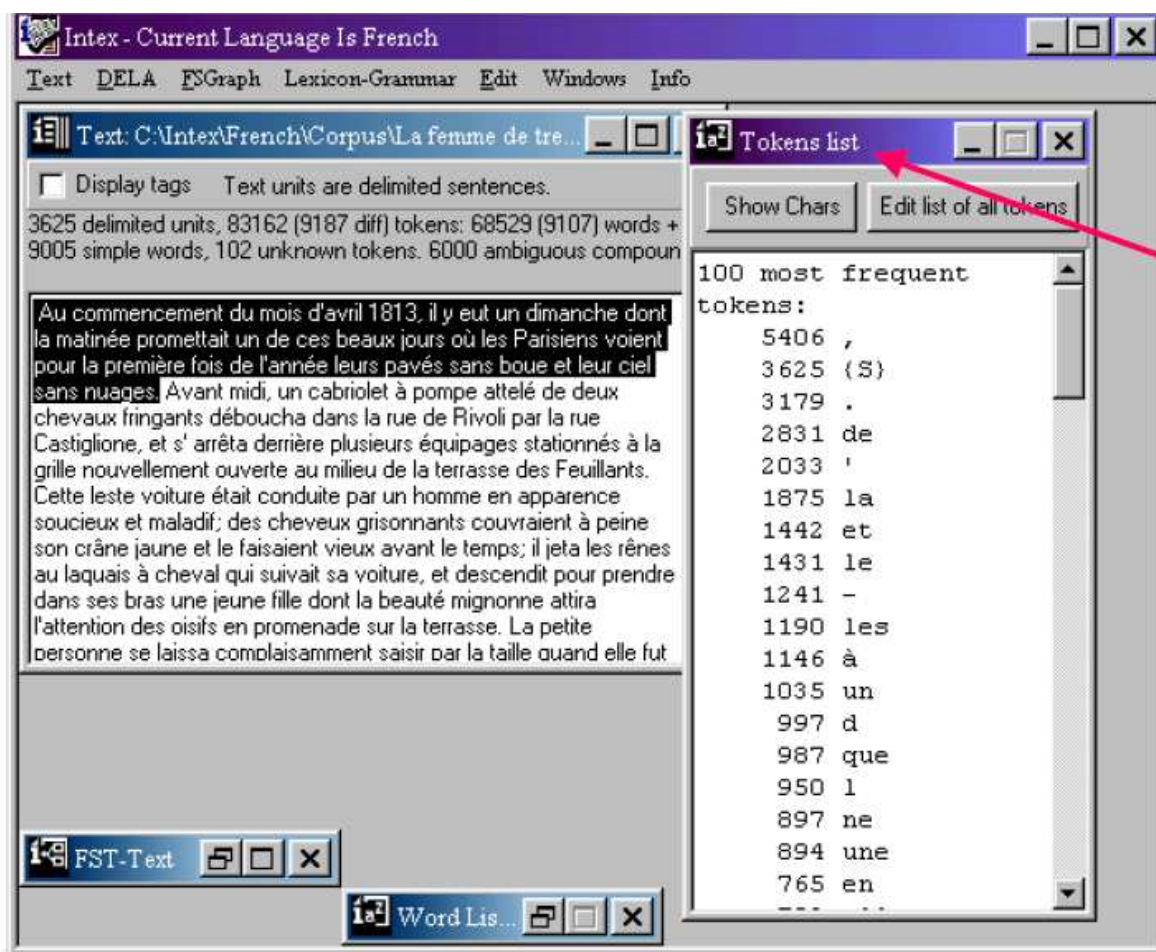 Intex - Current Language Is French
Text DELA FSGraph Lexicon-Grammar Edit Windows Info
Text: C:\Intex\French\Corpus\La femme de tre...
Display tags Text units are delimited sentences.
3625 delimited units, 83162 (9187 diff) tokens: 68529 (9107) words +
9005 simple words, 102 unknown tokens. 6000 ambiguous compoun
Au commencement du mois d'avril 1813, il y eut un dimanche dont
la matinée promettait un de ces beaux jours où les Parisiens voient
pour la première fois de l'année leurs pavés sans boue et leur ciel
sans nuages. Avant midi, un cabriolet à pompe attelé de deux
chevaux fringants déboucha dans la rue de Rivoli par la rue
Castiglione, et s' arrêta derrière plusieurs équipages stationnés à la
grille nouvellement ouverte au milieu de la terrasse des Feuillants.
Cette leste voiture était conduite par un homme en apparence
soucieux et maladif; des cheveux grisonnants couvraient à peine
son crâne jaune et le faisaient vieux avant le temps; il jeta les rênes
au laquais à cheval qui suivait sa voiture, et descendit pour prendre
dans ses bras une jeune fille dont la beauté mignonne attira
l'attention des oisifs en promenade sur la terrasse. La petite
personne se laissa complaisamment saisir par la taille quand elle fut
Tokens list
Show Chars Edit list of all tokens
100 most frequent
tokens:
5406 ,
3625 {S}
3179 .
2831 de
2033 '
1875 la
1442 et
1431 le
1241 -
1190 les
1146 à
1035 un
997 d
987 que
950 l
897 ne
894 une
765 en
FST-Text
Word Lis...